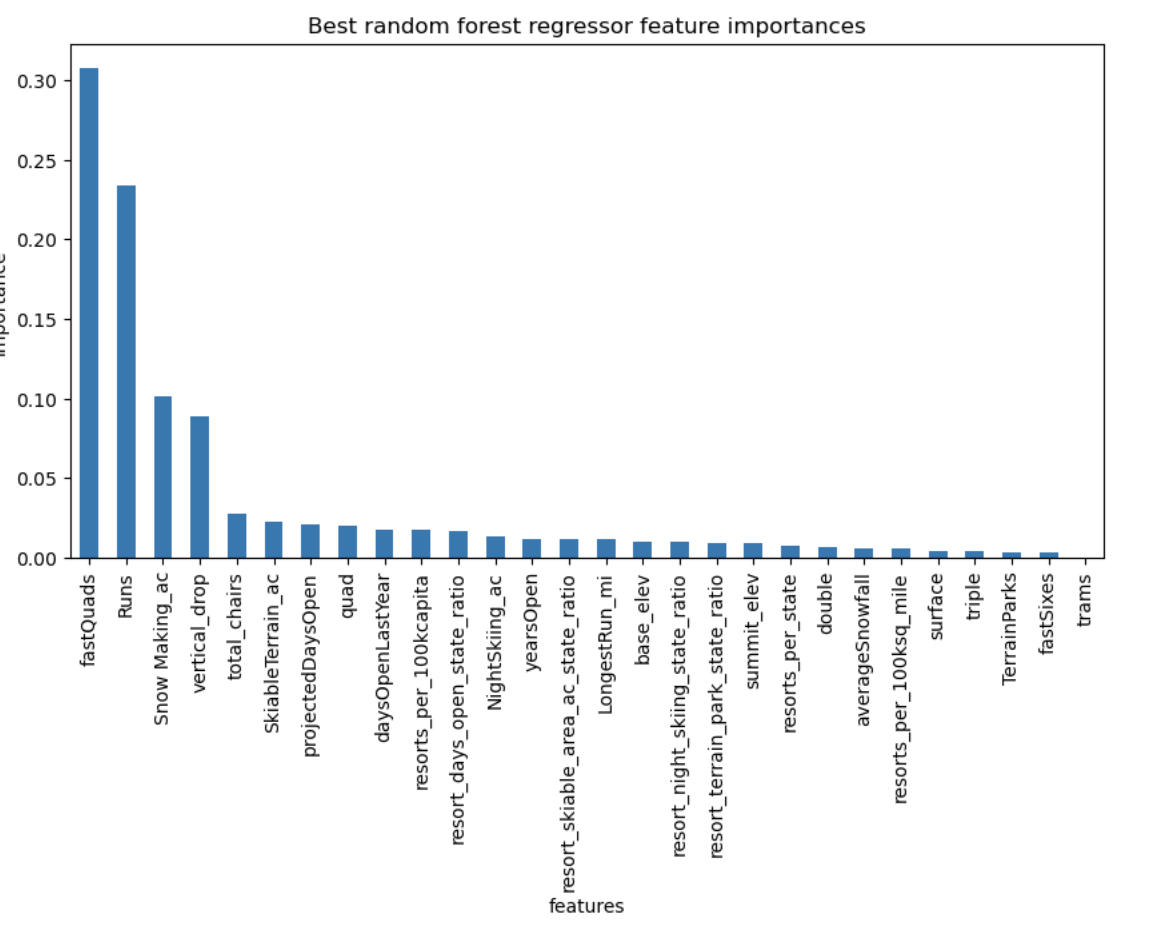 Best random forest regressor feature importances
0.30
0.25
0.20
0.15
0.10
0.05
0.00
fastQuads
Runs
Snow Making_ac
vertical_drop
total_chairs
SkiableTerrain_ac
projectedDaysOpen
quad
daysOpenLastYear
resorts_per_100kcapita
resort_days_open_state_ratio
NightSkiing_ac
yearsOpen
resort_skiable_area_ac_state_ratio
LongestRun_mi
base_elev
resort_night_skiing_state_ratio
resort_terrain_park_state_ratio
summit_elev
resorts_per_state
double
averageSnowfall
resorts_per_100ksq_mile
surface
triple
TerrainParks
fastSixes
trams
features
importance